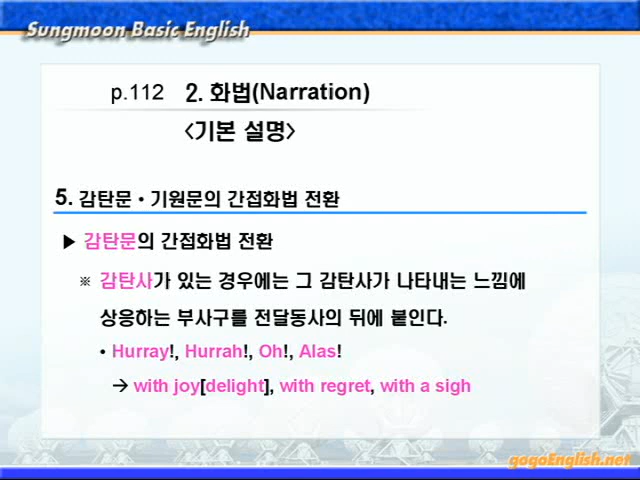 Sungmoon Basic English
p.112 2. 화법(Narration)
<기본 설명>
5. 감탄문 • 기원문의 간접화법 전환
▶ 감탄문의 간접화법 전환
※ 감탄사가 있는 경우에는 그 감탄사가 나타내는 느낌에
상응하는 부사구를 전달동사의 뒤에 붙인다.
• Hurray!, Hurrah!, Oh!, Alas!
→ with joy[delight], with regret, with a sigh
gogoEnglish.net